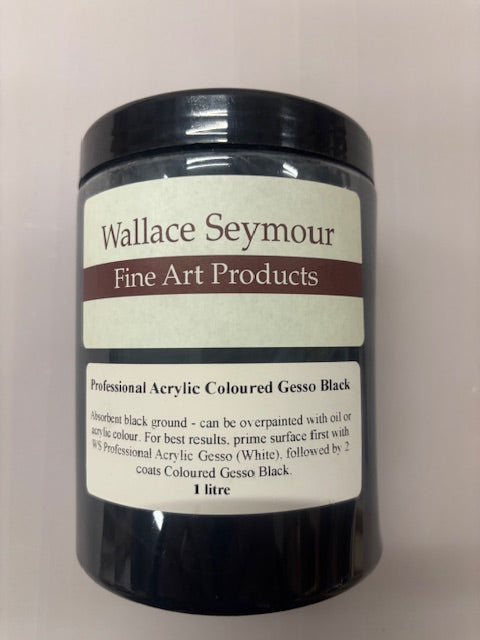 Wallace Seymour
Fine Art Products
Professional Acrylic Coloured Gesso Black
Absorbent black ground - can be overpainted with oil or
acrylic colour. For best results, prime surface first with
WS Professional Acrylic Gesso (White), followed by 2
coats Coloured Gesso Black.
1 litre